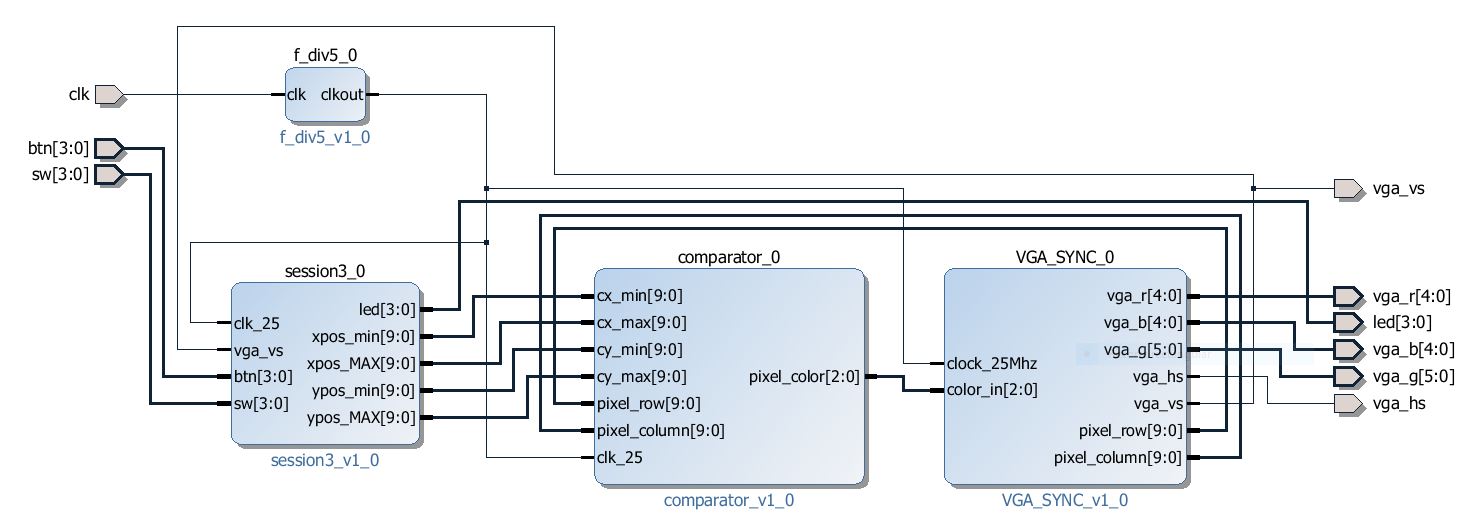 f_div5_0
clk
clk clkout
f_div5_v1_0
btn[3:0]
sw[3:0]
vga_vs
session3_0
led[3:0]
clk_25
xpos_min[9:0]
vga_vs
xpos_MAX[9:0]
btn[3:0]
ypos_min[9:0]
sw[3:0]
ypos_MAX[9:0]
session3_v1_0
comparator_0
cx_min[9:0]
cx_max[9:0]
cy_min[9:0]
cy_max[9:0]
pixel_color[2:0]
pixel_row[9:0]
pixel_column[9:0]
clk_25
comparator_v1_0
VGA_SYNC_0
vga_r[4:0]
vga_b[4:0]
vga_g[5:0]
clock_25Mhz
vga_hs
color_in[2:0]
vga_vs
pixel_row[9:0]
pixel_column[9:0]
VGA_SYNC_v1_0
vga_r[4:0]
led[3:0]
vga_b[4:0]
vga_g[5:0]
vga_hs